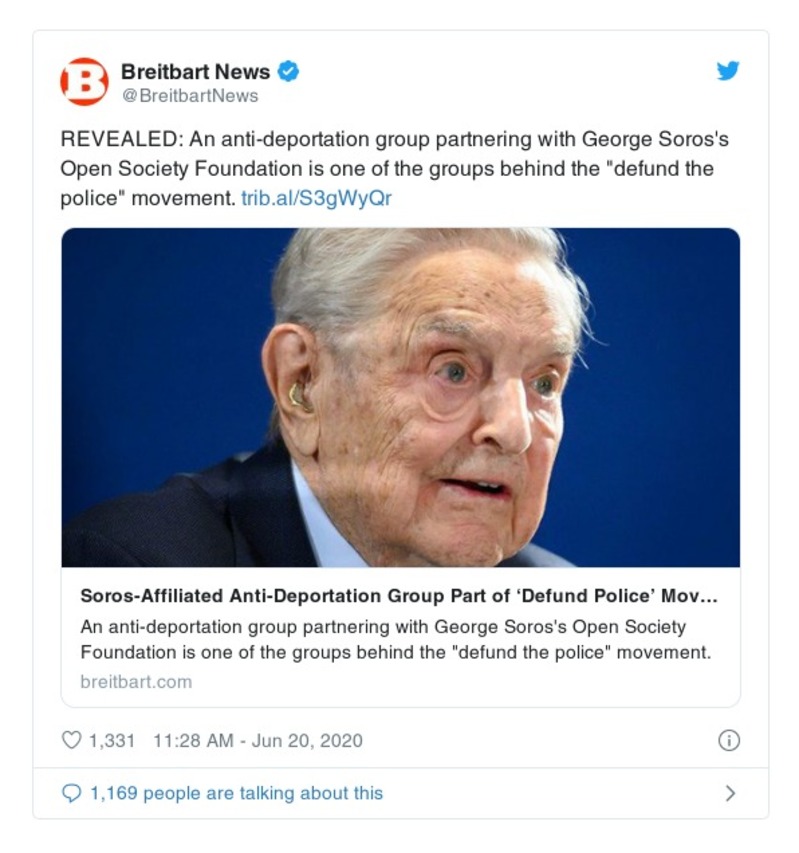 B
Breitbart News
@BreitbartNews
REVEALED: An anti-deportation group partnering with George Soros's
Open Society Foundation is one of the groups behind the "defund the
police" movement. trib.al/S3gWyQr
Soros-Affiliated Anti-Deportation Group Part of ‘Defund Police’ Mov...
An anti-deportation group partnering with George Soros's Open Society
Foundation is one of the groups behind the "defund the police" movement.
breitbart.com
1,331 11:28 AM - Jun 20, 2020
1,169 people are talking about this